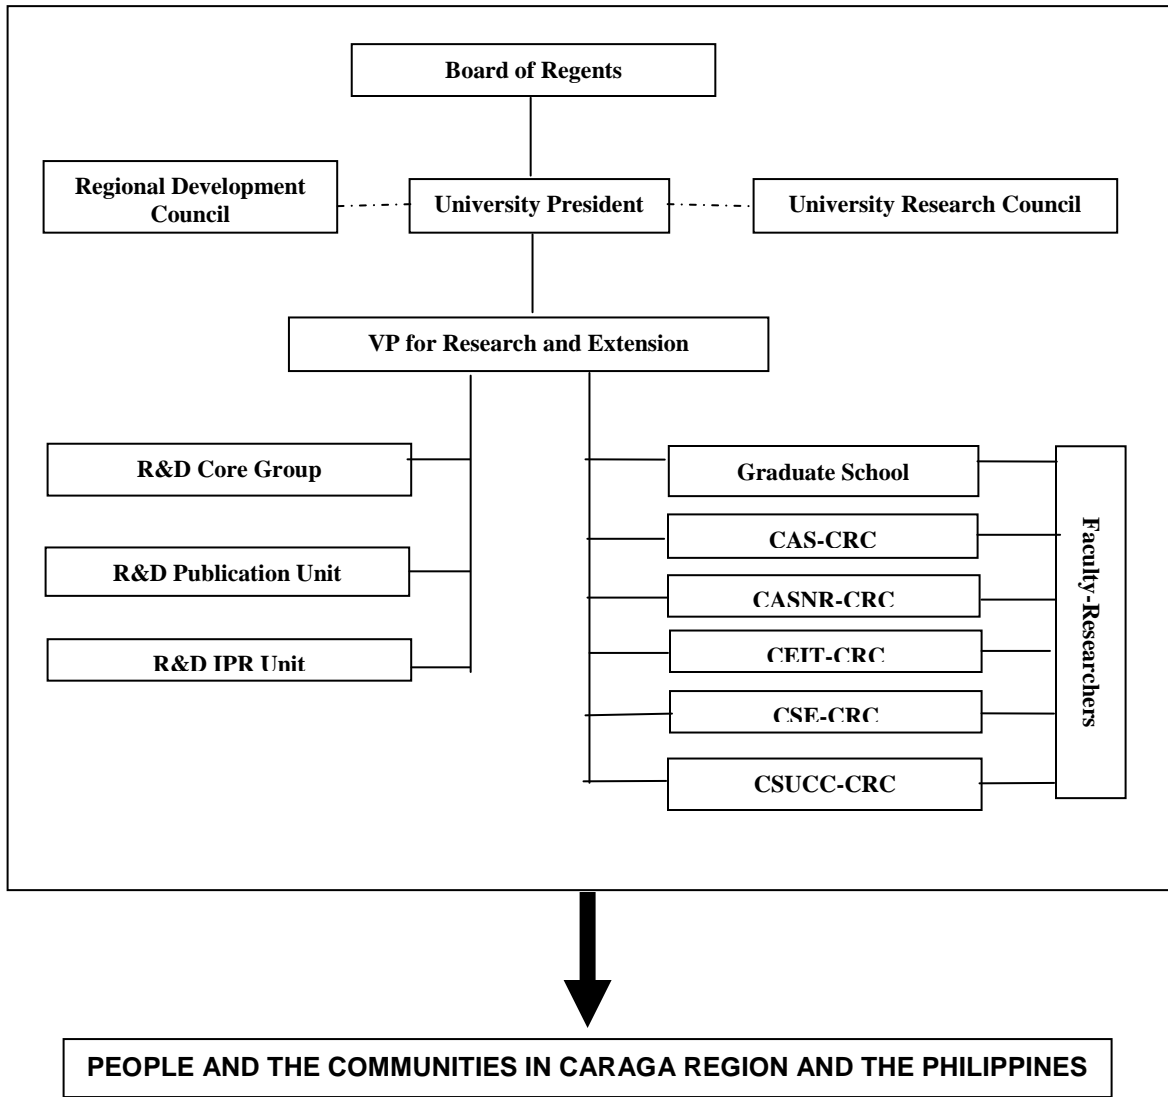 Board of Regents
Regional Development
Council
University President
University Research Council
VP for Research and Extension
R&D Core Group
Graduate School
CAS-CRC
R&D Publication Unit
CASNR-CRC
R&D IPR Unit
CEIT-CRC
CSE-CRC
CSUCC-CRC
Faculty-Researchers
PEOPLE AND THE COMMUNITIES IN CARAGA REGION AND THE PHILIPPINES